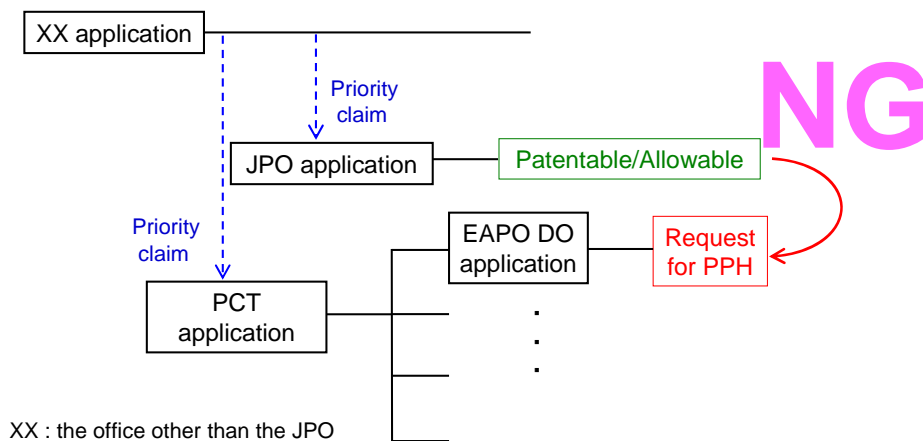 XX application
NG
Priority
claim
JPO application
Patentable/Allowable
Priority
claim
EAPO DO
application
Request
for PPH
PCT
application
XX : the office other than the JPO